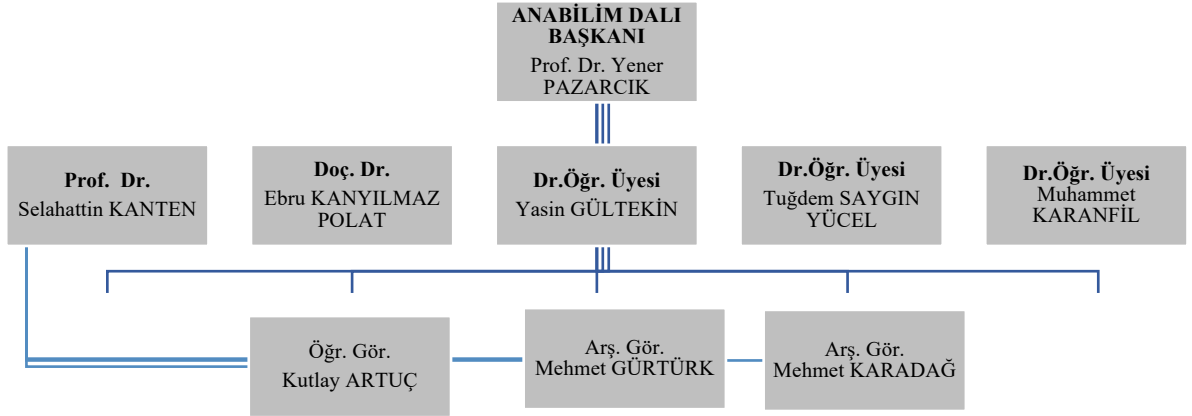 ANABİLİM DALI
BAŞKANI
Prof. Dr. Yener
PAZARCIK
Prof. Dr.
Selahattin KANTEN
Doç. Dr.
Ebru KANYILMAZ
POLAT
Dr.Öğr. Üyesi
Yasin GÜLTEKİN
Dr.Öğr. Üyesi
Tuğdem SAYGIN
YÜCEL
Dr.Öğr. Üyesi
Muhammet
KARANFİL
Öğr. Gör.
Kutlay ARTUÇ
Arş. Gör.
Mehmet GÜRTÜRK
Arş. Gör.
Mehmet KARADAĞ